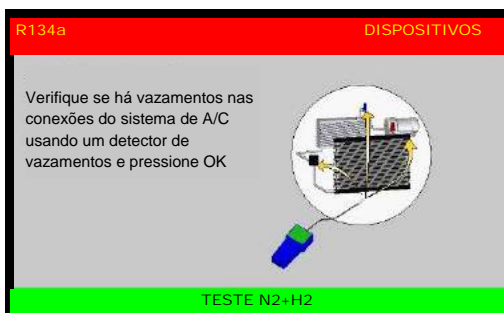 R134a
DISPOSITIVOS
Verifique se há vazamentos nas
conexões do sistema de A/C
usando um detector de
vazamentos e pressione OK
TESTE N2+H2